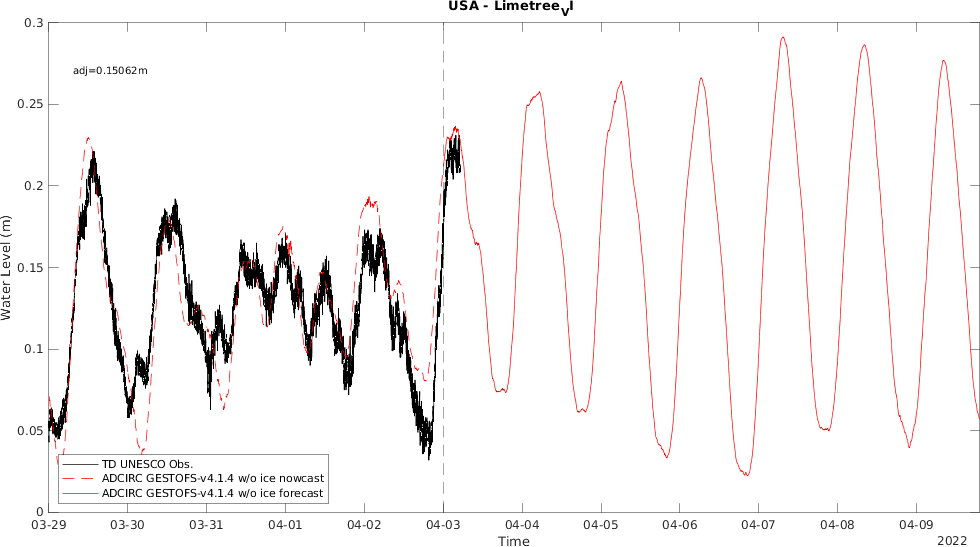 USA - Limetree_VI
0.3
adj=0.15062m
0.25
0.2
0.15
0.1
0.05
0
Water Level (m)
TD UNESCO Obs.
ADCIRC GESTOFS-v4.1.4 w/o ice nowcast
ADCIRC GESTOFS-v4.1.4 w/o ice forecast
03-29 03-30 03-31 04-01 04-02 04-03 04-04 04-05 04-06 04-07 04-08 04-09
Time
2022